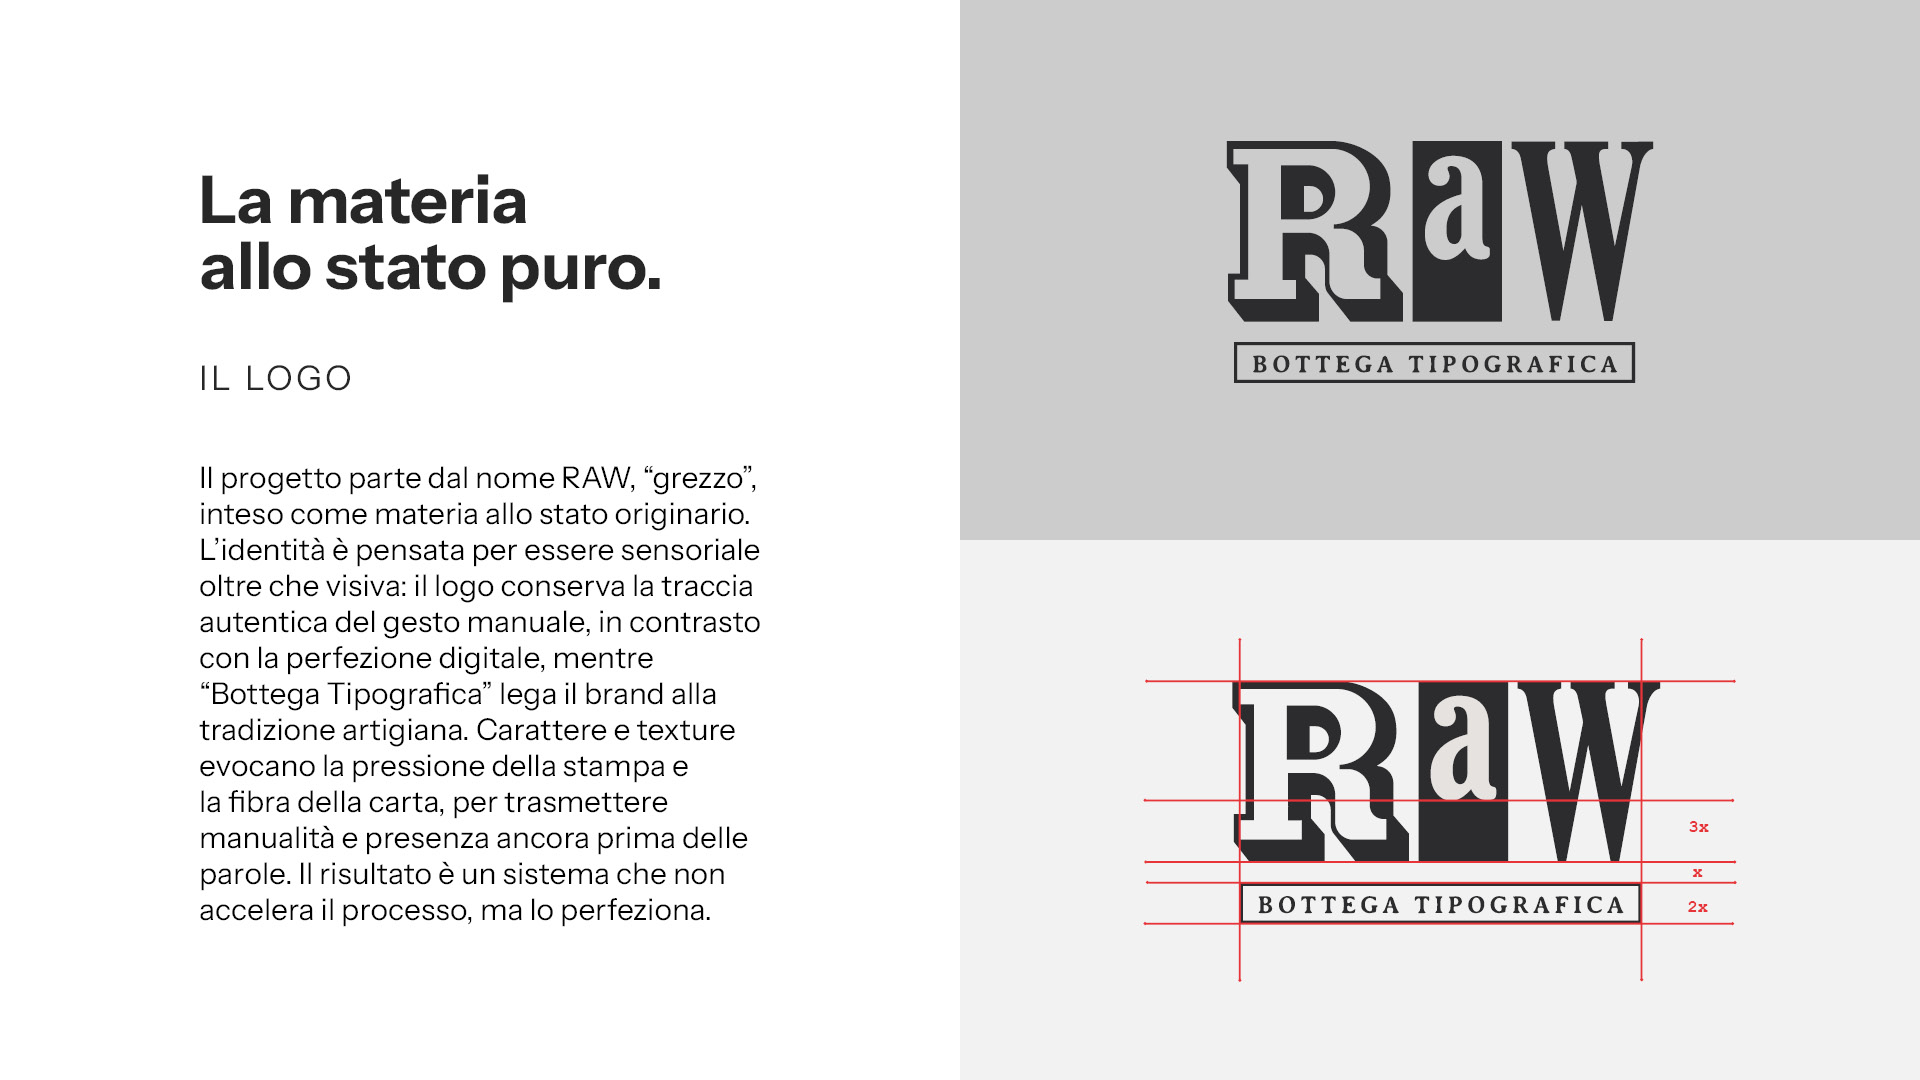 La materia
allo stato puro.
IL LOGO
Il progetto parte dal nome RAW, “grezzo”,
inteso come materia allo stato originario.
L’identità è pensata per essere sensoriale
oltre che visiva: il logo conserva la traccia
autentica del gesto manuale, in contrasto
con la perfezione digitale, mentre
“Bottega Tipografica” lega il brand alla
tradizione artigiana. Carattere e texture
evocano la pressione della stampa e
la fibra della carta, per trasmettere
manualità e presenza ancora prima delle
parole. Il risultato è un sistema che non
accelera il processo, ma lo perfeziona.
RaW
BOTTEGA TIPOGRAFICA
RaW
3x
x
BOTTEGA TIPOGRAFICA
2x